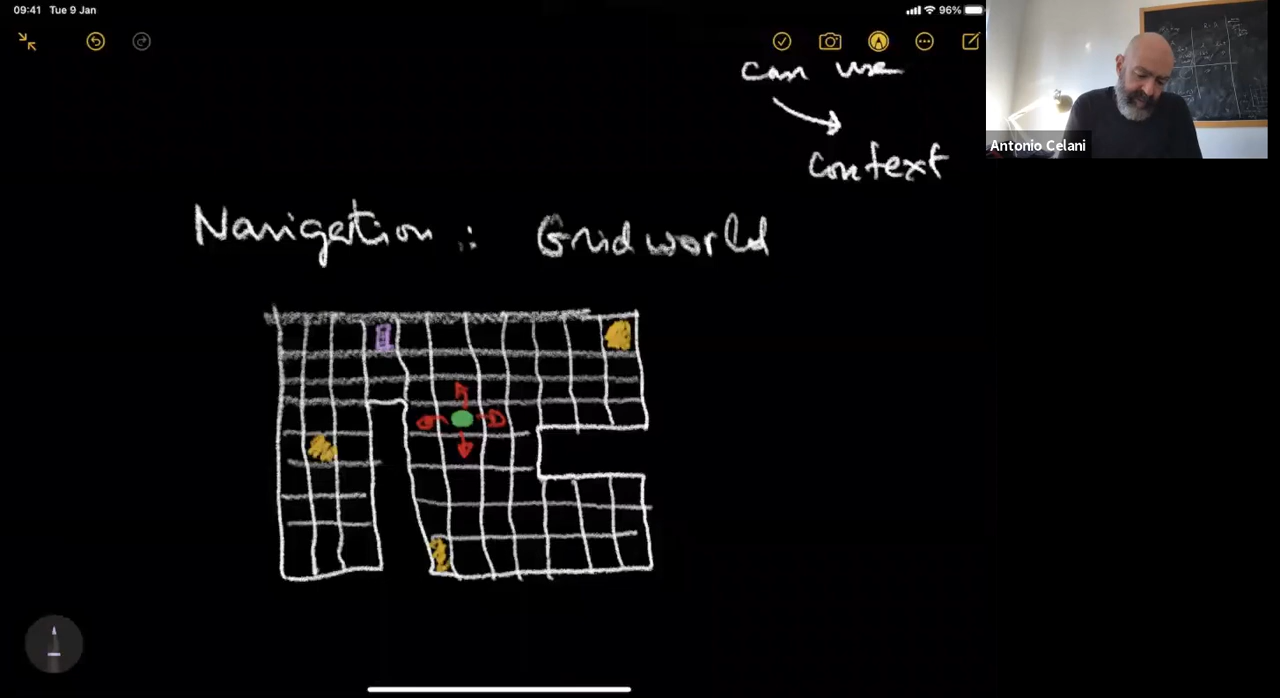 09:41 Tue 9 Jan
96%
can use
context
Antonio Celani
Navigation :: Gridworld